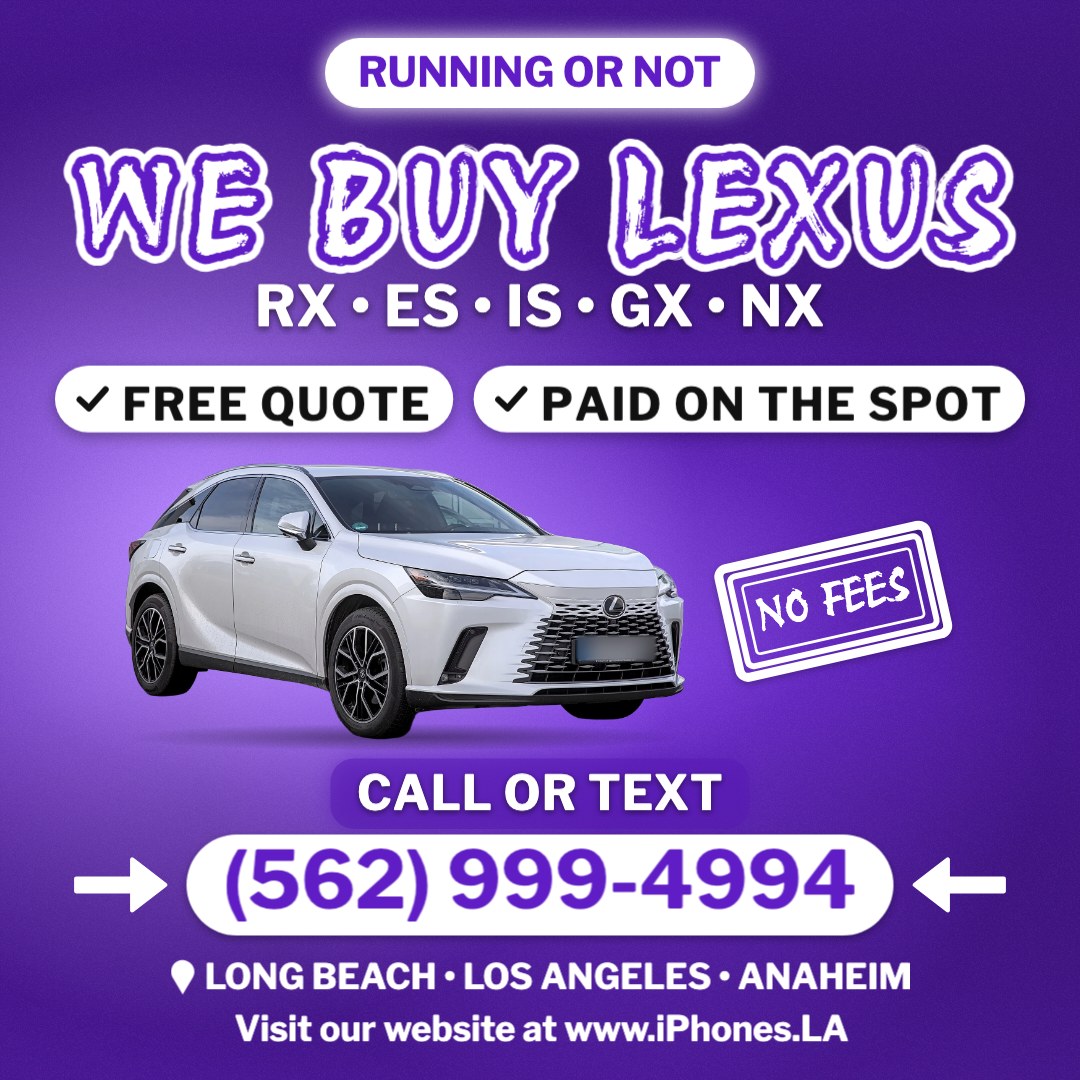 RUNNING OR NOT
WE BUY LEXUS
RX • ES • IS • GX • NX
✓ FREE QUOTE ✓ PAID ON THE SPOT
NO FEES
CALL OR TEXT
(562) 999-4994
LONG BEACH • LOS ANGELES • ANAHEIM
Visit our website at www.iPhones.LA